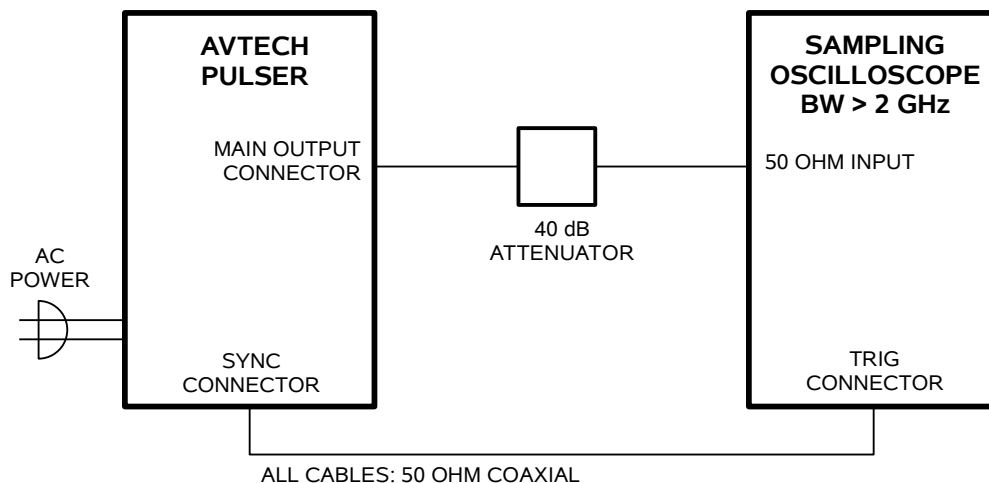 AVTECH
PULSER
SAMPLING
OSCILLOSCOPE
BW > 2 GHz
MAIN OUTPUT
CONNECTOR
50 OHM INPUT
40 dB
ATTENUATOR
AC
POWER
SYNC
CONNECTOR
TRIG
CONNECTOR
ALL CABLES: 50 OHM COAXIAL